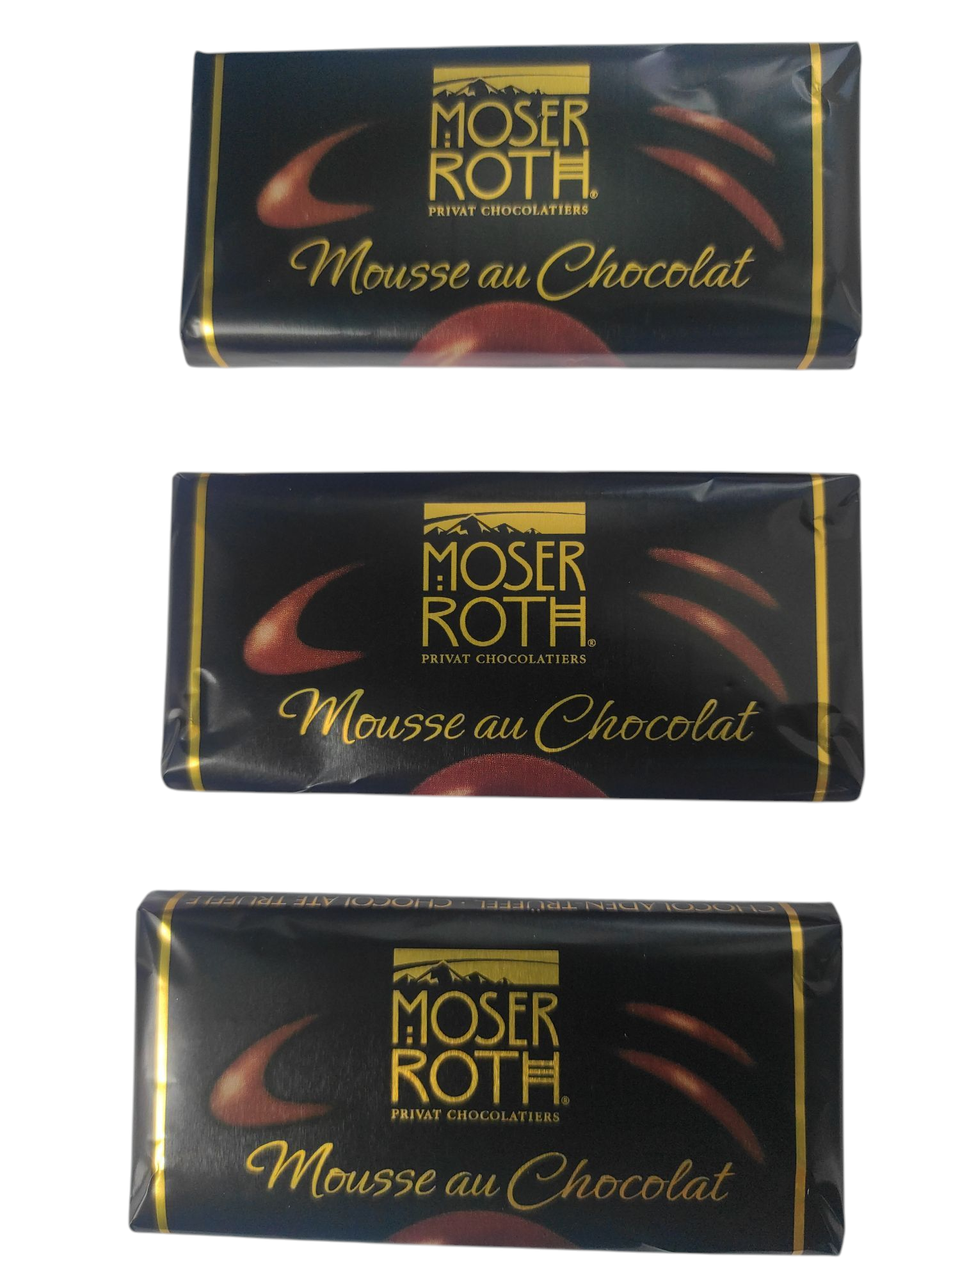 MOSER
ROTH®
PRIVAT CHOCOLATIERS
Mousse au Chocolat
MOSER
ROTH®
PRIVAT CHOCOLATIERS
Mousse au Chocolat
CHOCOLADEN TRÜFFEL · CHOCOLATE TRUFFLE
MOSER
ROTH®
PRIVAT CHOCOLATIERS
Mousse au Chocolat